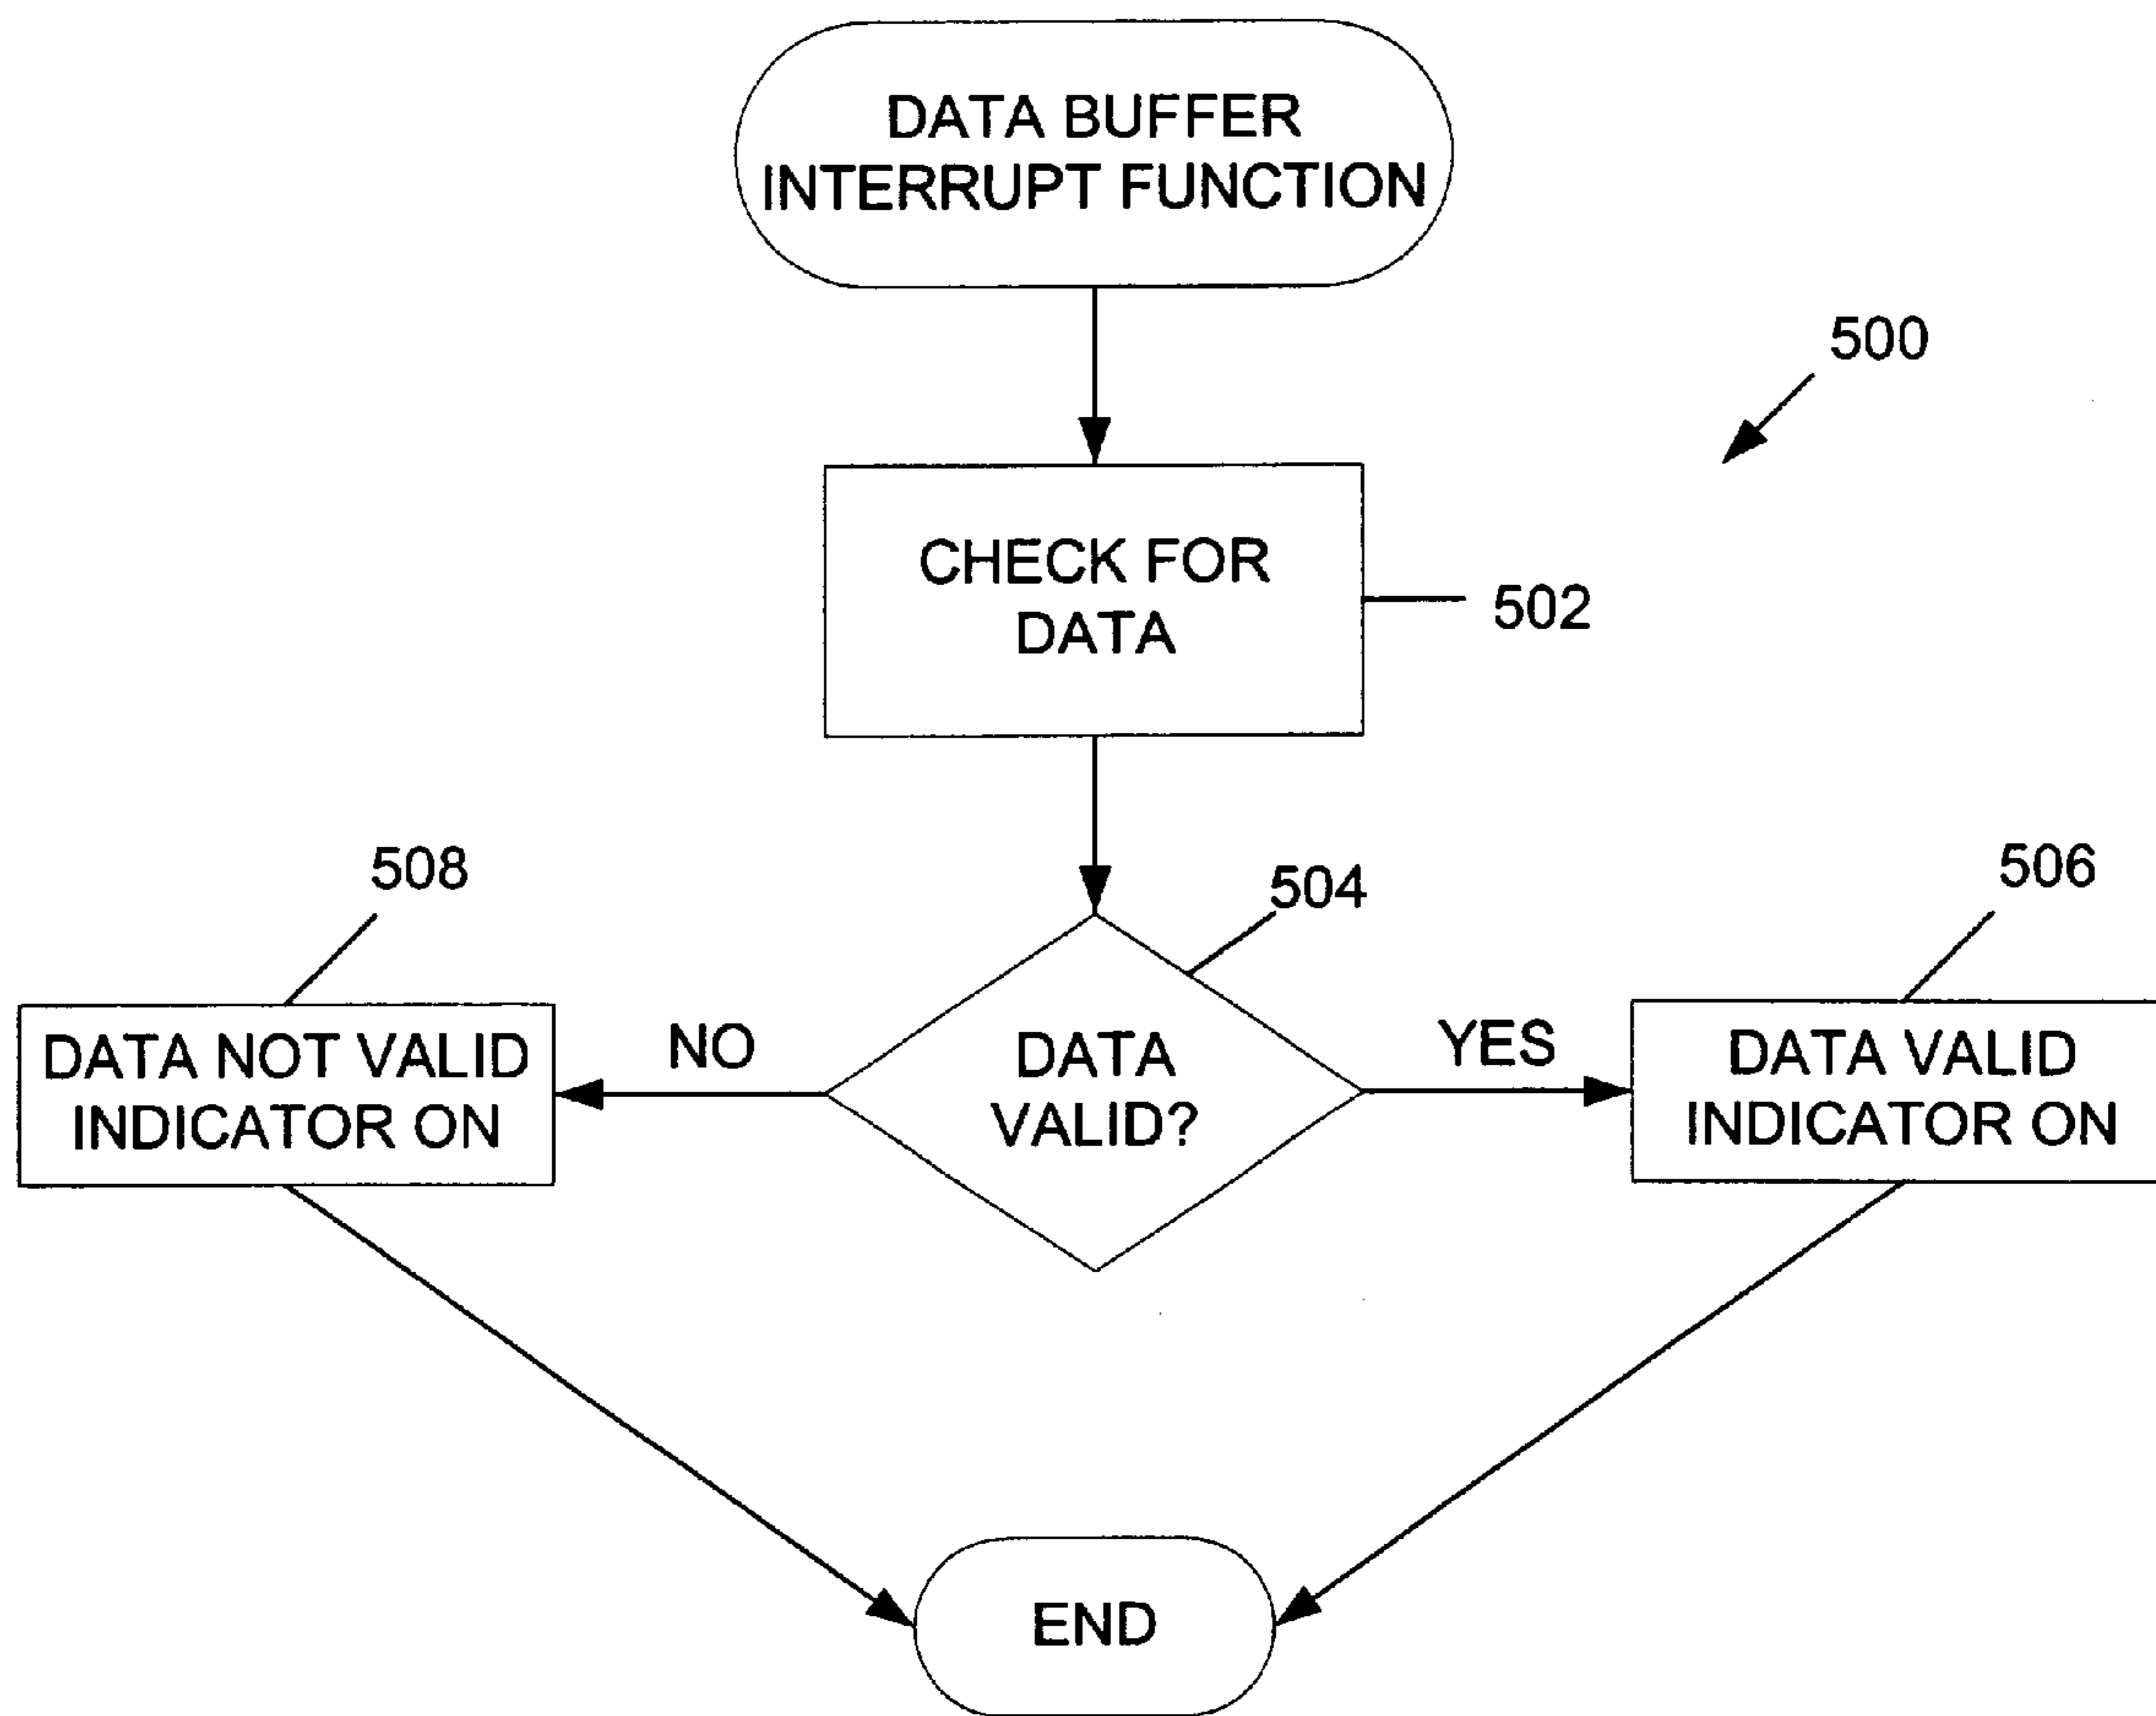 DATA BUFFER
INTERRUPT FUNCTION
500
CHECK FOR
DATA
502
508
504
506
DATA NOT VALID
INDICATOR ON
NO
DATA
VALID?
YES
DATA VALID
INDICATOR ON
END